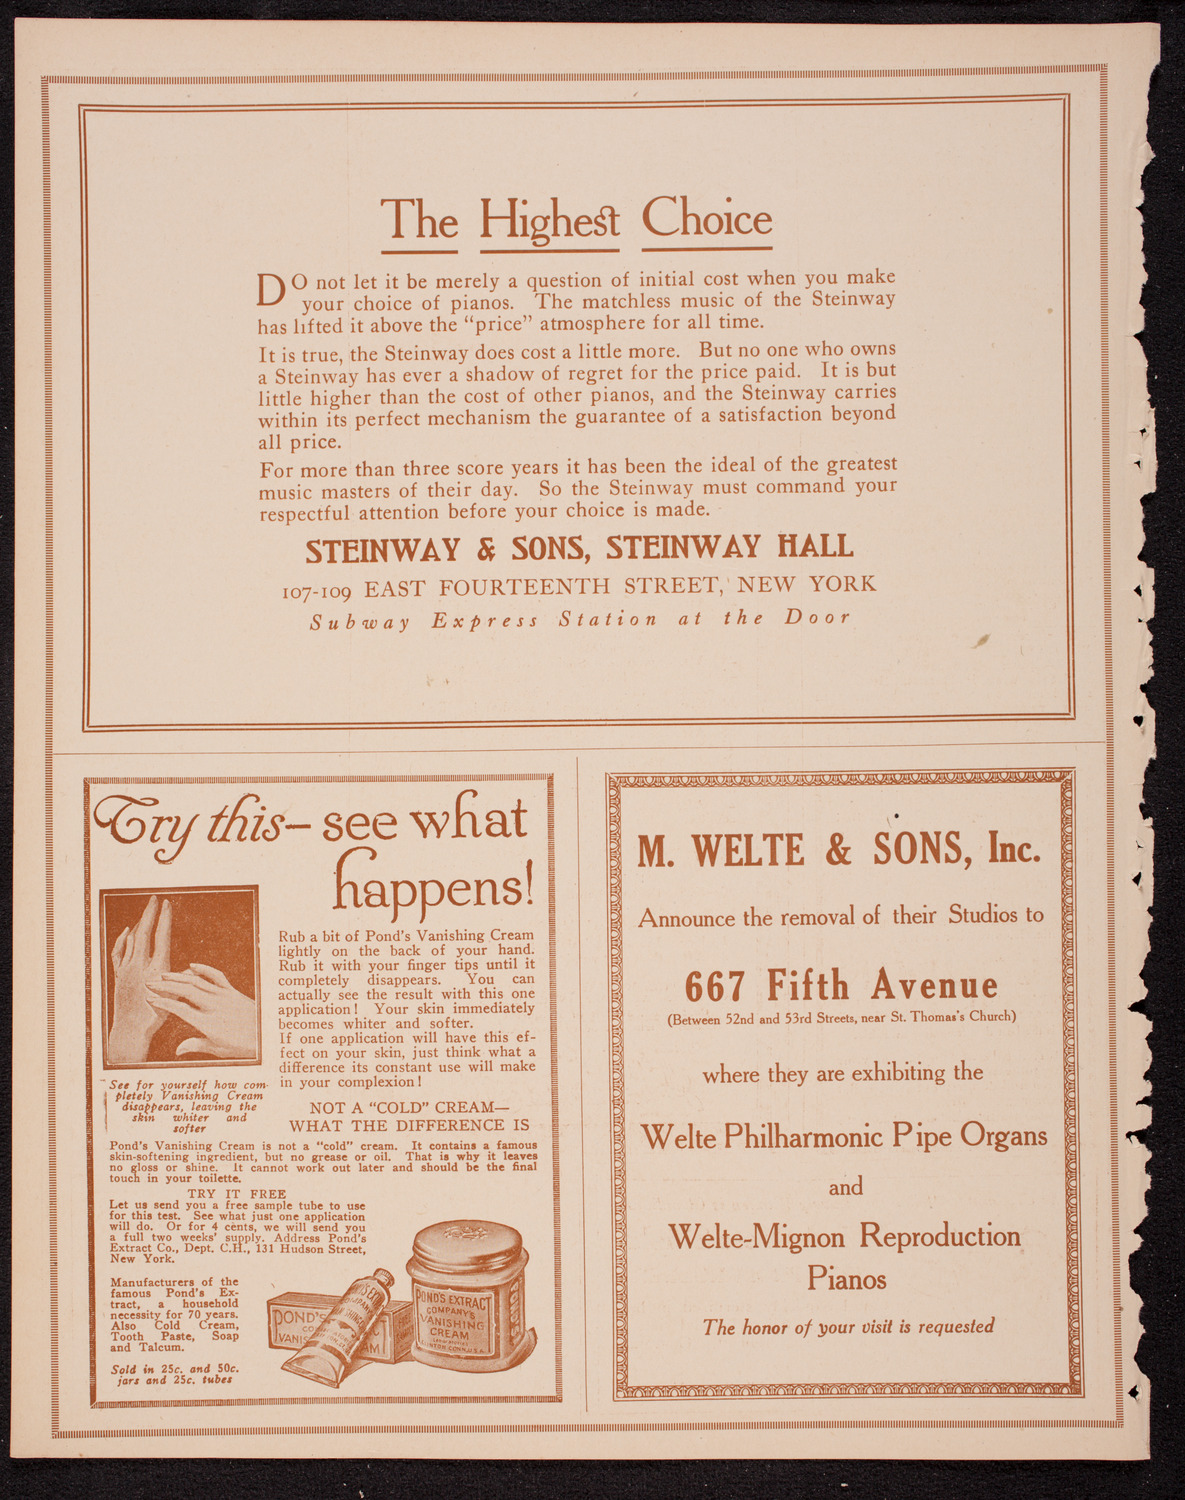 The Highest Choice
DO not let it be merely a question of initial cost when you make
your choice of pianos. The matchless music of the Steinway
has lifted it above the “price” atmosphere for all time.
It is true, the Steinway does cost a little more. But no one who owns
a Steinway has ever a shadow of regret for the price paid. It is but
little higher than the cost of other pianos, and the Steinway carries
within its perfect mechanism the guarantee of a satisfaction beyond
all price.
For more than three score years it has been the ideal of the greatest
music masters of their day. So the Steinway must command your
respectful attention before your choice is made.
STEINWAY & SONS, STEINWAY HALL
107-109 EAST FOURTEENTH STREET, NEW YORK
Subway Express Station at the Door
Try this—see what
happens!
Rub a bit of Pond's Vanishing Cream
lightly on the back of your hand.
Rub it with your finger tips until it
completely disappears. You can
actually see the result with this one
application! Your skin immediately
becomes whiter and softer.
If one application will have this ef-
fect on your skin, just think what a
difference its constant use will make
in your complexion!
See for yourself how com-
pletely Vanishing Cream
disappears, leaving the
skin whiter and
softer
NOT A “COLD” CREAM—
WHAT THE DIFFERENCE IS
Pond's Vanishing Cream is not a “cold” cream. It contains a famous
skin-softening ingredient, but no grease or oil. That is why it leaves
no gloss or shine. It cannot work out later and should be the final
touch in your toilette.
TRY IT FREE
Let us send you a free sample tube to use
for this test. See what just one application
will do. Or for 4 cents, we will send you
a full two weeks' supply. Address Pond's
Extract Co., Dept. C.H., 131 Hudson Street,
New York.
Manufacturers of the
famous Pond's Ex-
tract, a household
necessity for 70 years.
Also Cold Cream,
Tooth Paste, Soap
and Talcum.
Sold in 25c. and 50c.
jars and 25c. tubes
POND'S EXTRACT
COMPANY'S
VANISHING
CREAM
M. WELTE & SONS, Inc.
Announce the removal of their Studios to
667 Fifth Avenue
(Between 52nd and 53rd Streets, near St. Thomas's Church)
where they are exhibiting the
Welte Philharmonic Pipe Organs
and
Welte-Mignon Reproduction
Pianos
The honor of your visit is requested